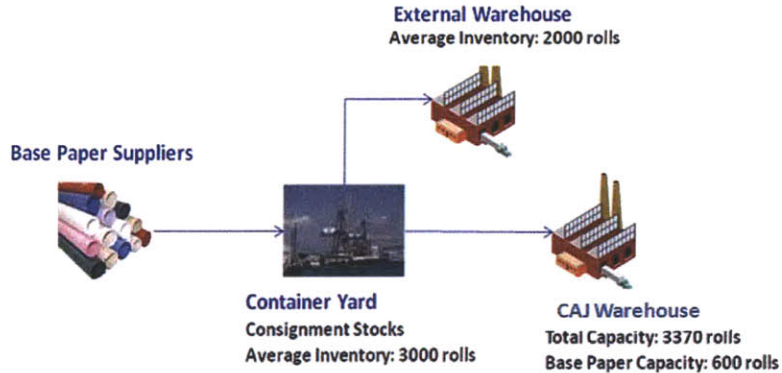 External Warehouse
Average Inventory: 2000 rolls
Base Paper Suppliers
Container Yard
Consignment Stocks
Average Inventory: 3000 rolls
CAJ Warehouse
Total Capacity: 3370 rolls
Base Paper Capacity: 600 rolls